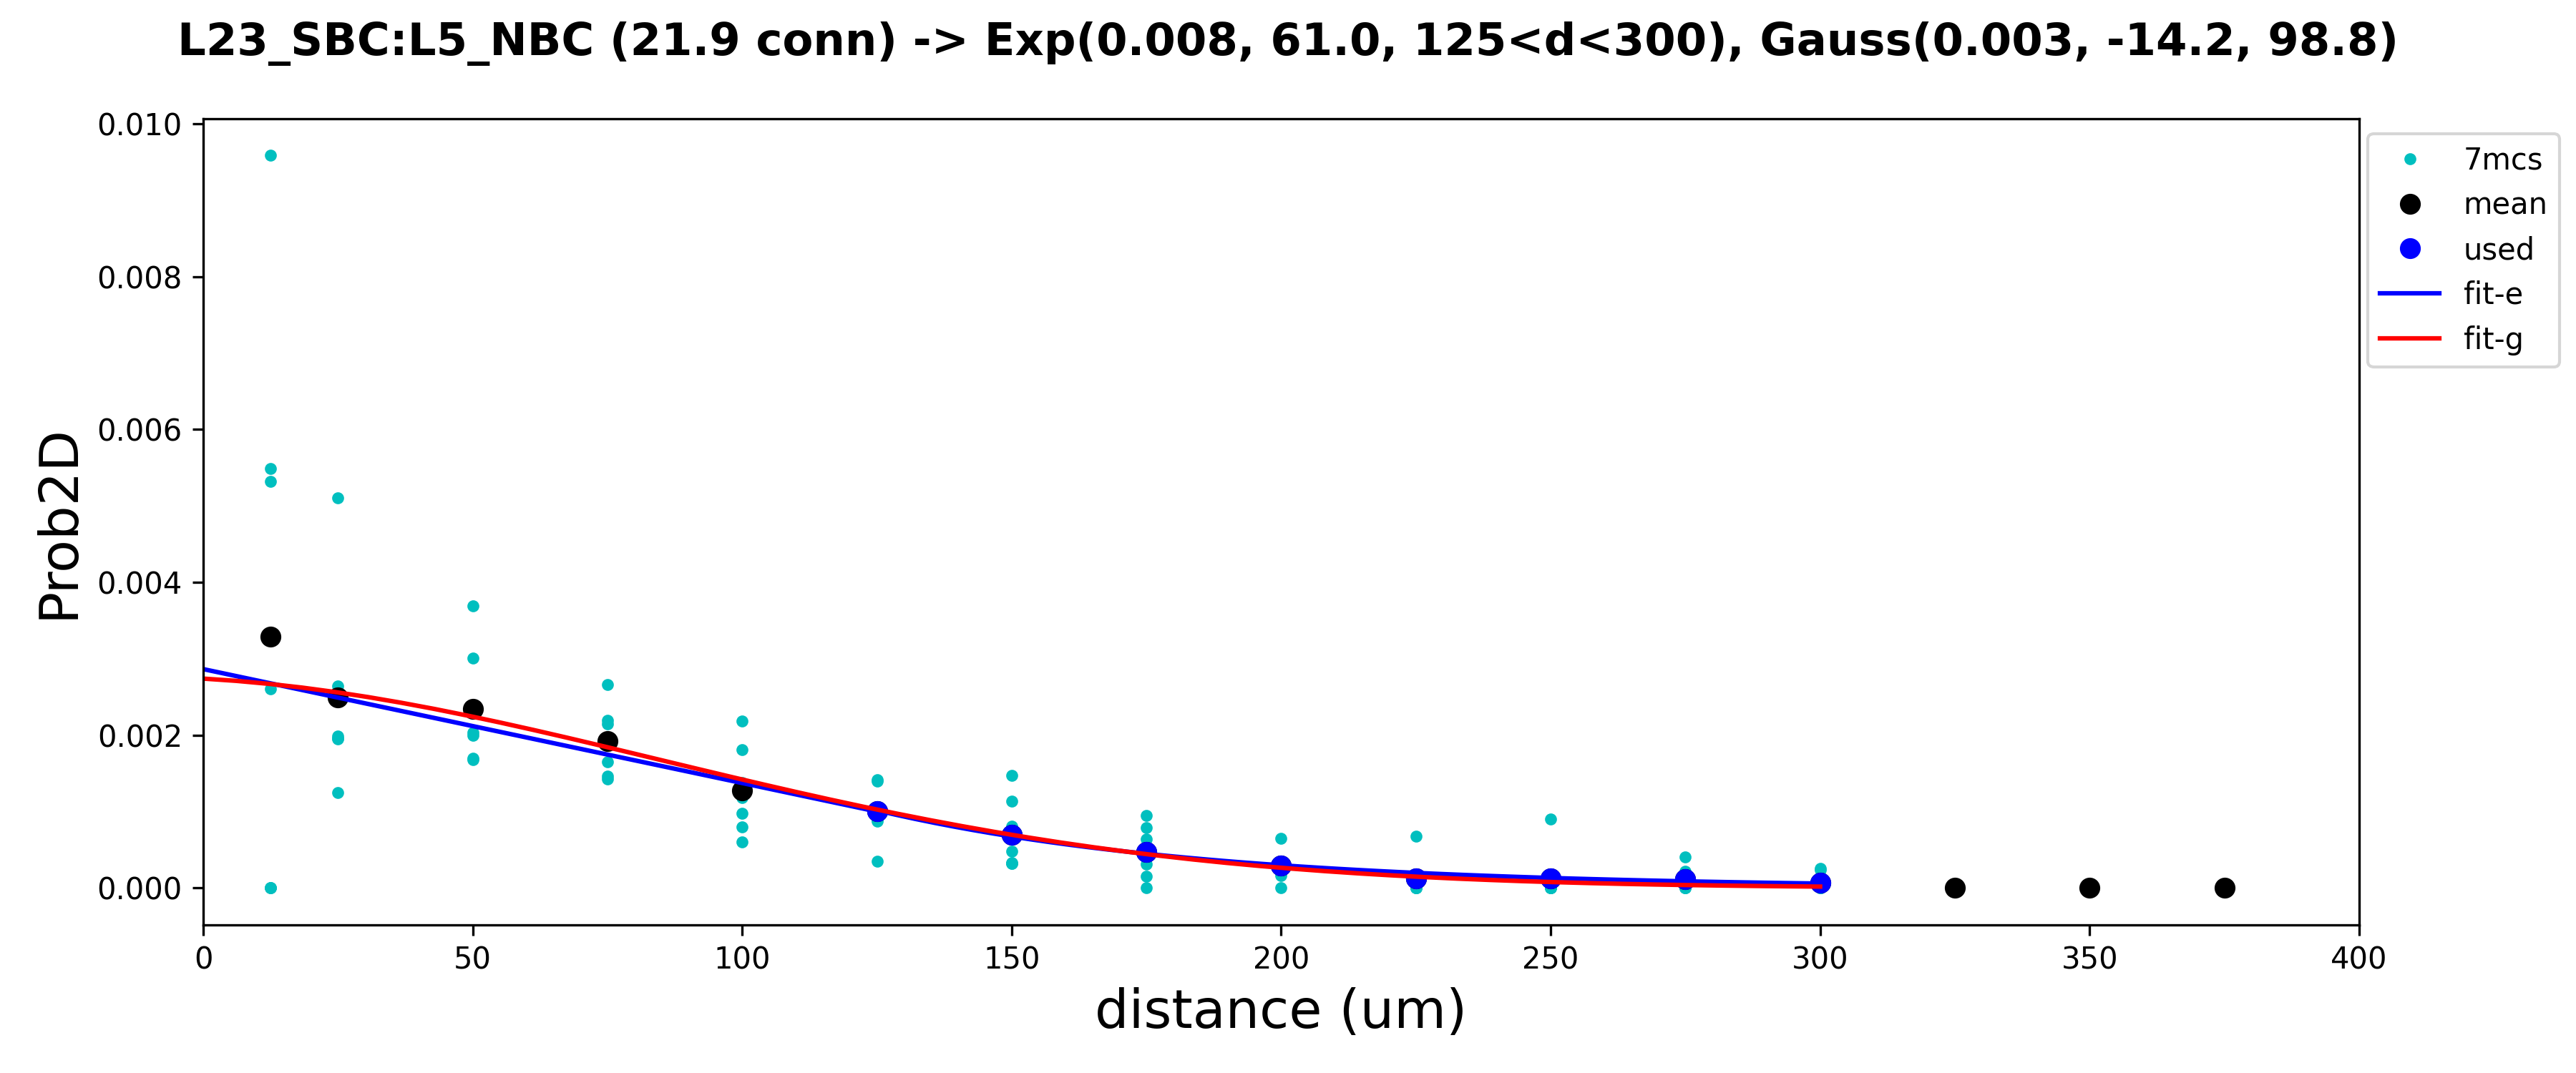 L23_SBC:L5_NBC (21.9 conn) -> Exp(0.008, 61.0, 125<d<300), Gauss(0.003, -14.2, 98.8)
0.010
0.008
0.006
0.004
0.002
0.000
Prob2D
0 50 100 150 200 250 300 350 400
distance (um)
7mcs
mean
used
fit-e
fit-g